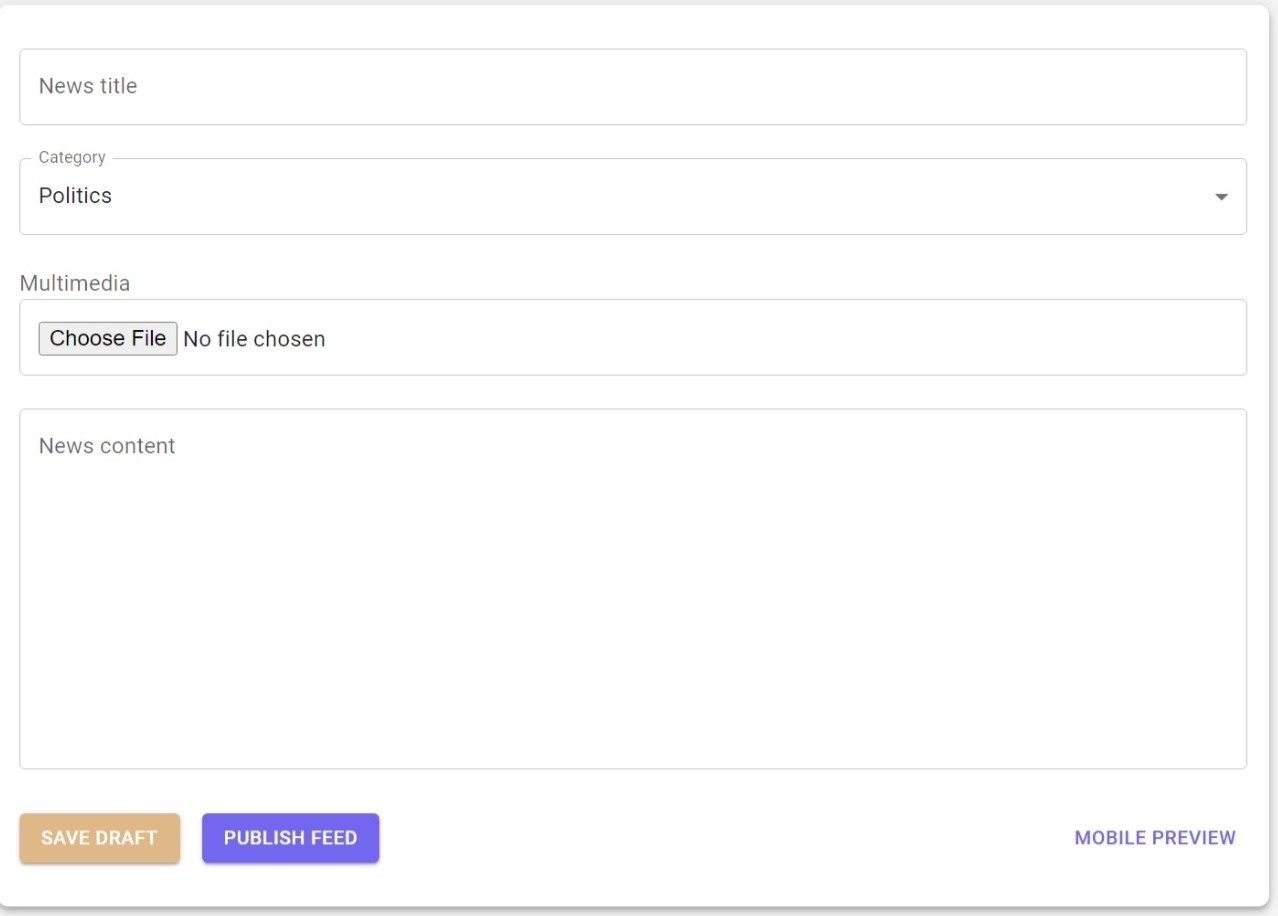 News title
Category
Politics
Multimedia
Choose File No file chosen
News content
SAVE DRAFT PUBLISH FEED MOBILE PREVIEW